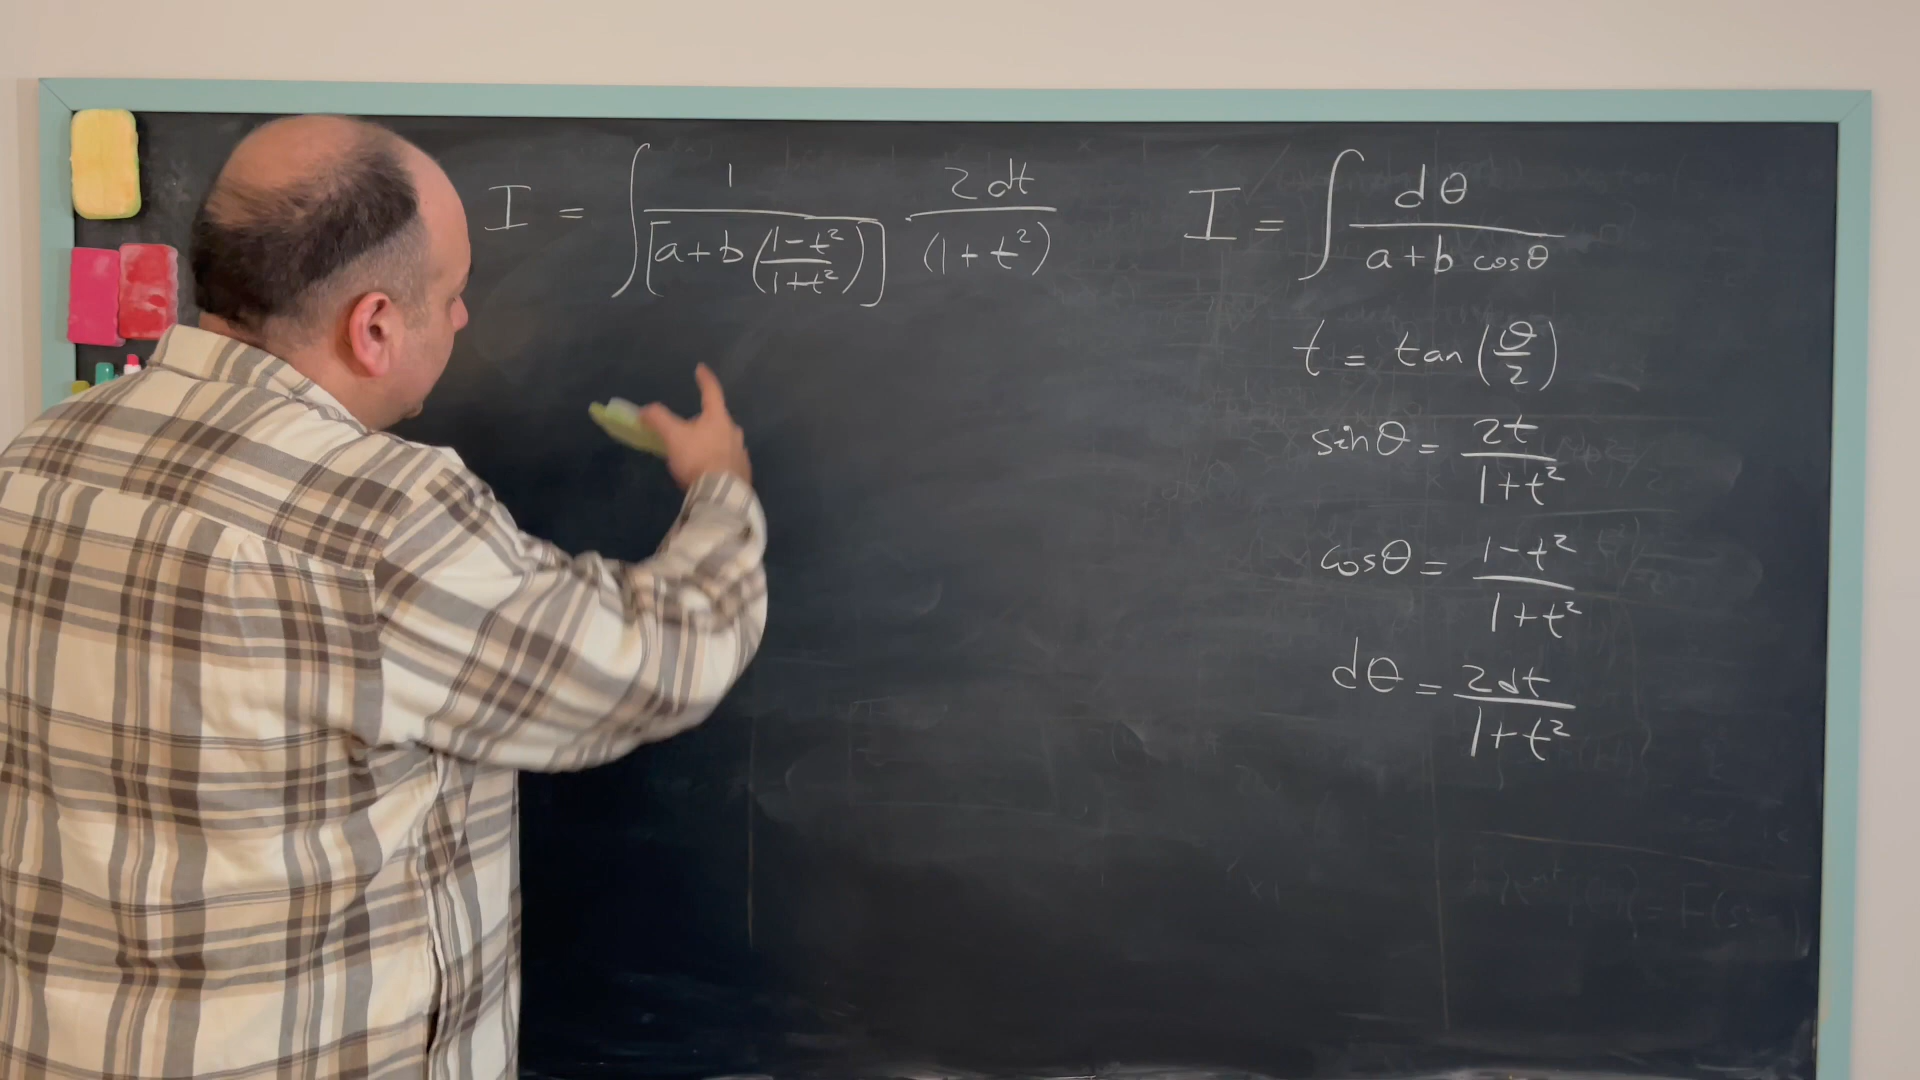 I = ∫ 1/[a+b((1-t²)/(1+t²))] 2dt/(1+t²)
I = ∫ dθ/(a+b cosθ)
t = tan(θ/2)
sinθ = 2t/(1+t²)
cosθ = (1-t²)/(1+t²)
dθ = 2dt/(1+t²)